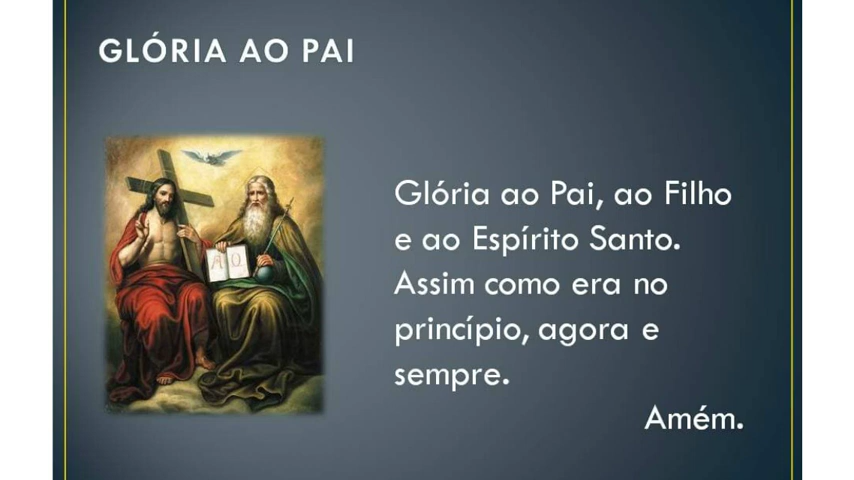 GLÓRIA AO PAI
A O
Glória ao Pai, ao Filho
e ao Espírito Santo.
Assim como era no
princípio, agora e
sempre.
Amém.